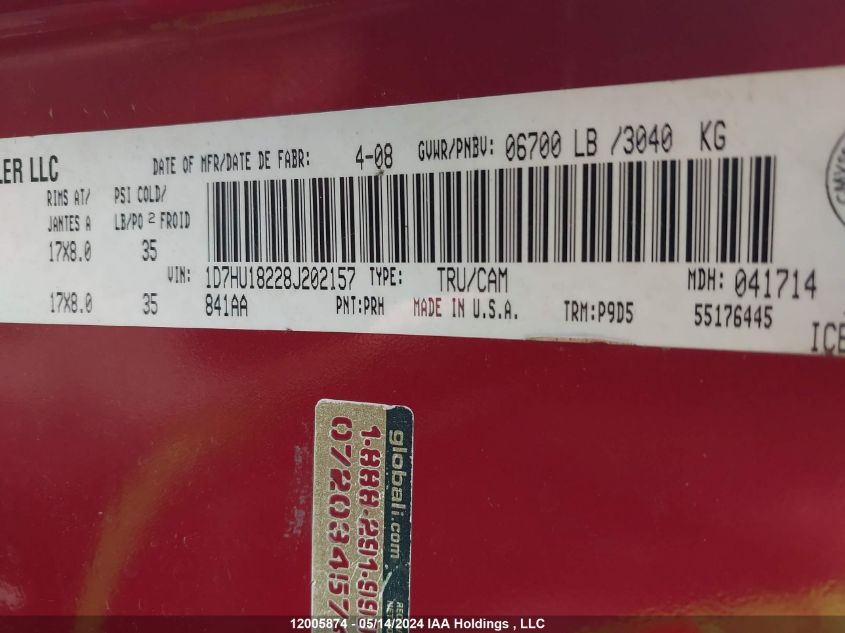 LER LLC
DATE OF MFR/DATE DE FABR: 4-08 GVWR/PNBV: 06700 LB /3040 KG
RIMS AT/ PSI COLD/
JANTES A LB/PO 2 FROID
17X8.0 35
VIN: 1D7HU18228J202157 TYPE: TRU/CAM MDH: 041714
17X8.0 35 841AA PNT:PRH MADE IN U.S.A. TRM:P9D5 55176445
ICE
globali.com
12005874 - 05/14/2024 IAA Holdings , LLC